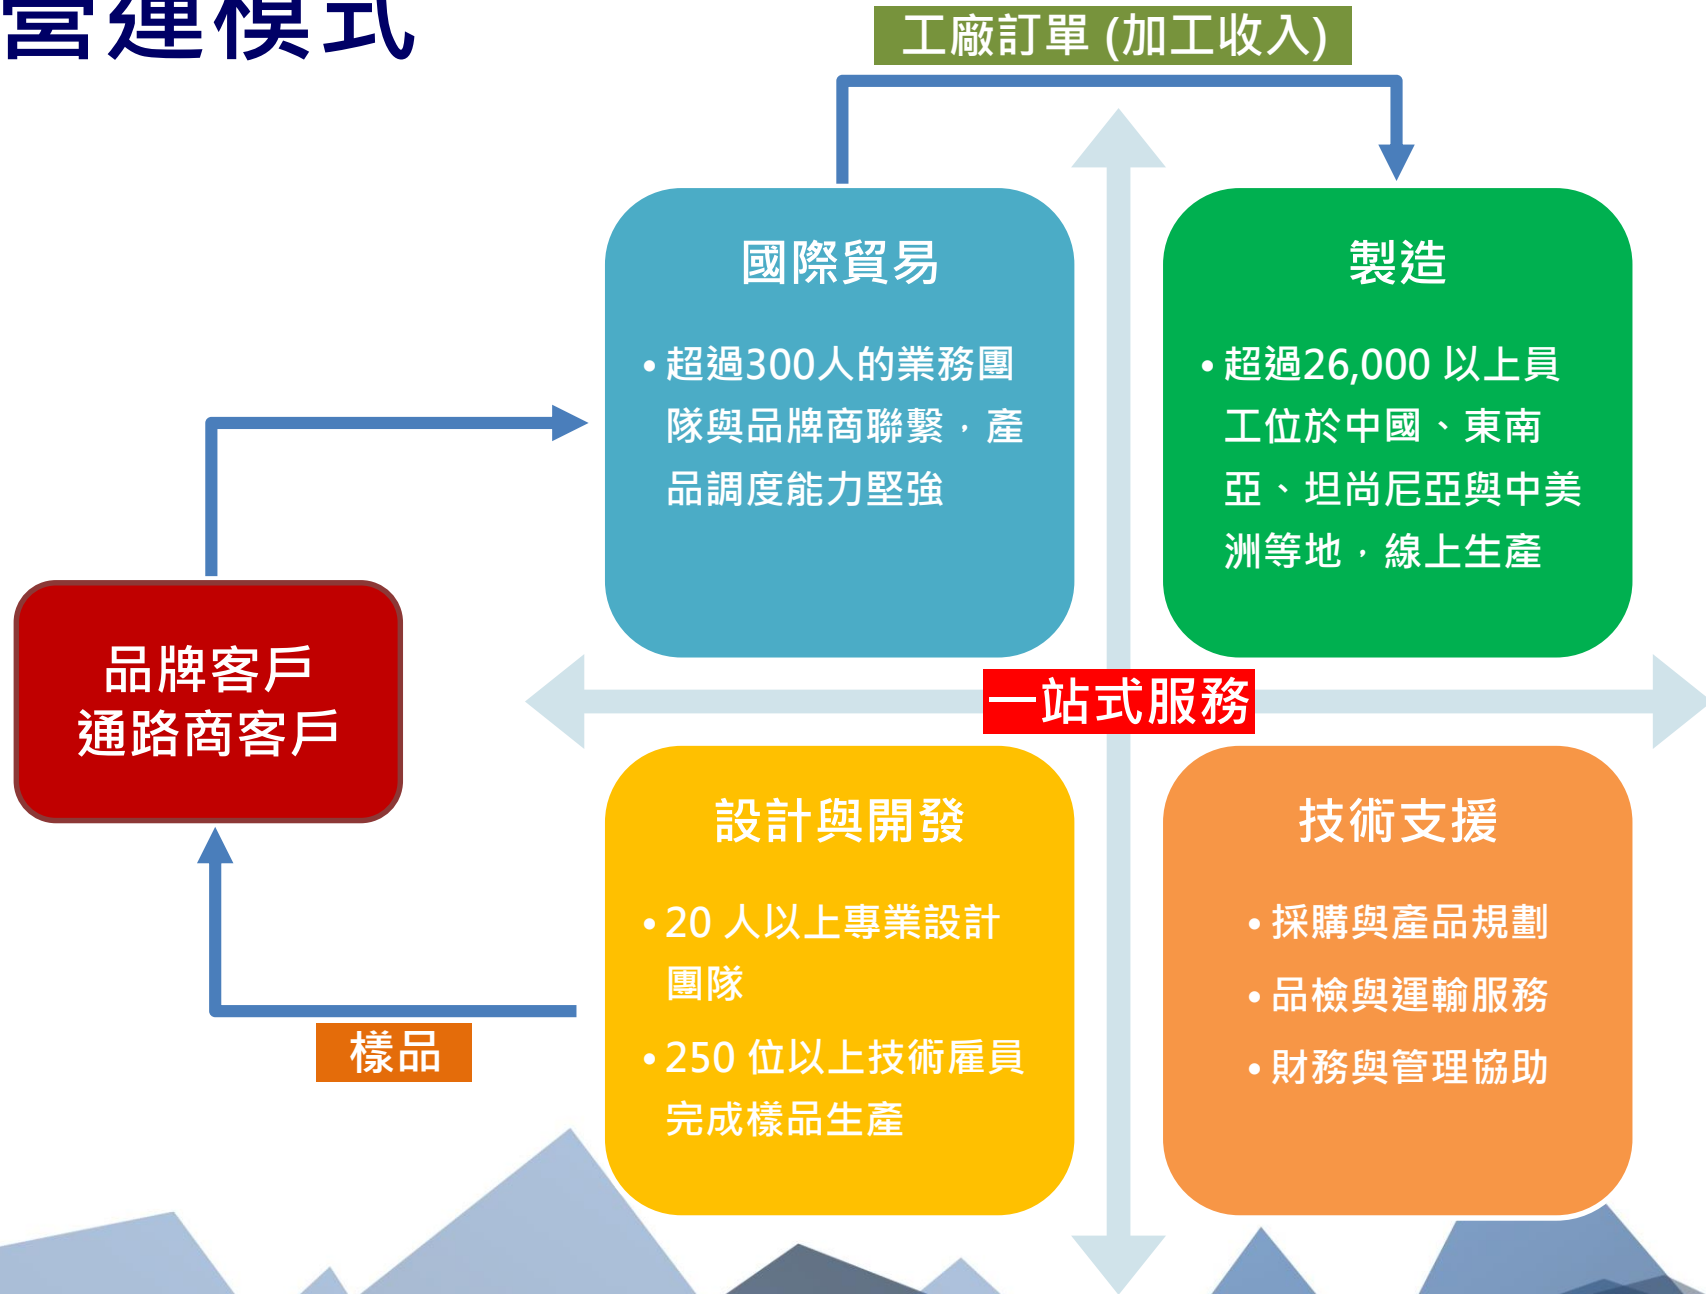 營運模式
工廠訂單 (加工收入)
國際貿易
• 超過300人的業務團
隊與品牌商聯繫，產
品調度能力堅強
製造
• 超過26,000 以上員
工位於中國、東南
亞、坦尚尼亞與中美
洲等地，線上生產
品牌客戶
通路商客戶
一站式服務
設計與開發
• 20 人以上專業設計
團隊
• 250 位以上技術雇員
完成樣品生產
技術支援
• 採購與產品規劃
• 品檢與運輸服務
• 財務與管理協助
樣品